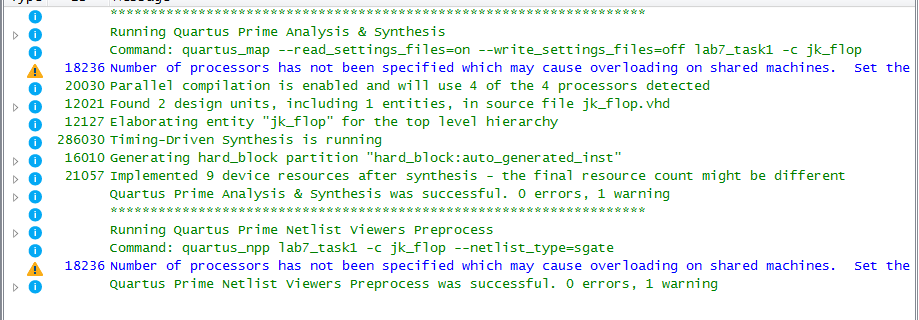 *******************************************************************
Running Quartus Prime Analysis & Synthesis
Command: quartus_map --read_settings_files=on --write_settings_files=off lab7_task1 -c jk_flop
18236 Number of processors has not been specified which may cause overloading on shared machines.  Set the
20030 Parallel compilation is enabled and will use 4 of the 4 processors detected
12021 Found 2 design units, including 1 entities, in source file jk_flop.vhd
12127 Elaborating entity "jk_flop" for the top level hierarchy
286030 Timing-Driven Synthesis is running
16010 Generating hard_block partition "hard_block:auto_generated_inst"
21057 Implemented 9 device resources after synthesis - the final resource count might be different
Quartus Prime Analysis & Synthesis was successful. 0 errors, 1 warning
*******************************************************************
Running Quartus Prime Netlist Viewers Preprocess
Command: quartus_npp lab7_task1 -c jk_flop --netlist_type=sgate
18236 Number of processors has not been specified which may cause overloading on shared machines.  Set the
Quartus Prime Netlist Viewers Preprocess was successful. 0 errors, 1 warning